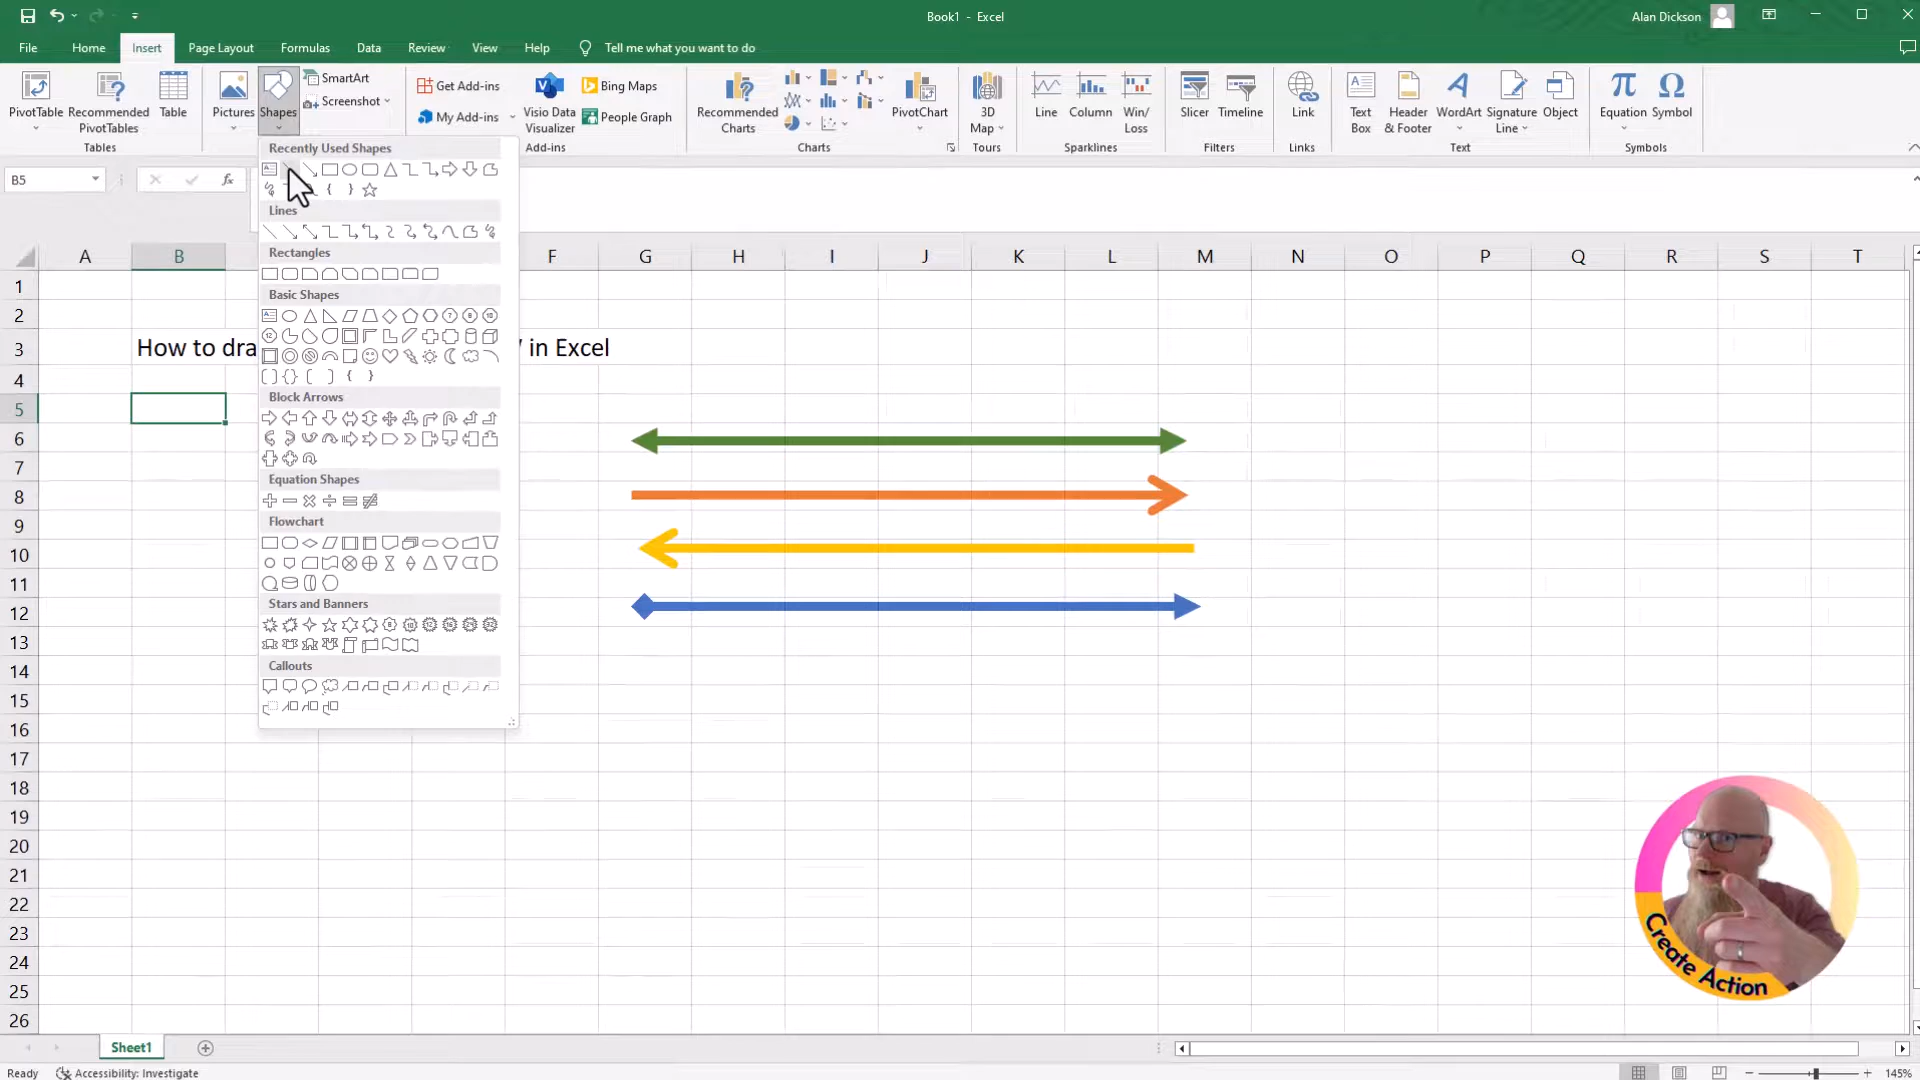 Book1 - Excel
Alan Dickson
File Home Insert Page Layout Formulas Data Review View Help Tell me what you want to do
PivotTable
Recommended
PivotTables
Table
Tables
Pictures
Shapes
SmartArt
Screenshot
Get Add-ins
My Add-ins
Visio Data
Visualizer
Bing Maps
People Graph
Add-ins
Recommended
Charts
PivotChart
Charts
3D
Map
Tours
Line
Column
Win/
Loss
Sparklines
Slicer
Timeline
Filters
Link
Links
Text
Box
Header
& Footer
WordArt
Signature
Line
Object
Text
Equation
Symbol
Symbols
B5
fx
Recently Used Shapes
Lines
Rectangles
Basic Shapes
Block Arrows
Equation Shapes
Flowchart
Stars and Banners
Callouts
A B F G H I J K L M N O P Q R S T
1
2
3
How to dra
in Excel
4
5
6
7
8
9
10
11
12
13
14
15
16
17
18
19
20
21
22
23
24
25
26
Create Action
Sheet1
Ready
Accessibility: Investigate
145%